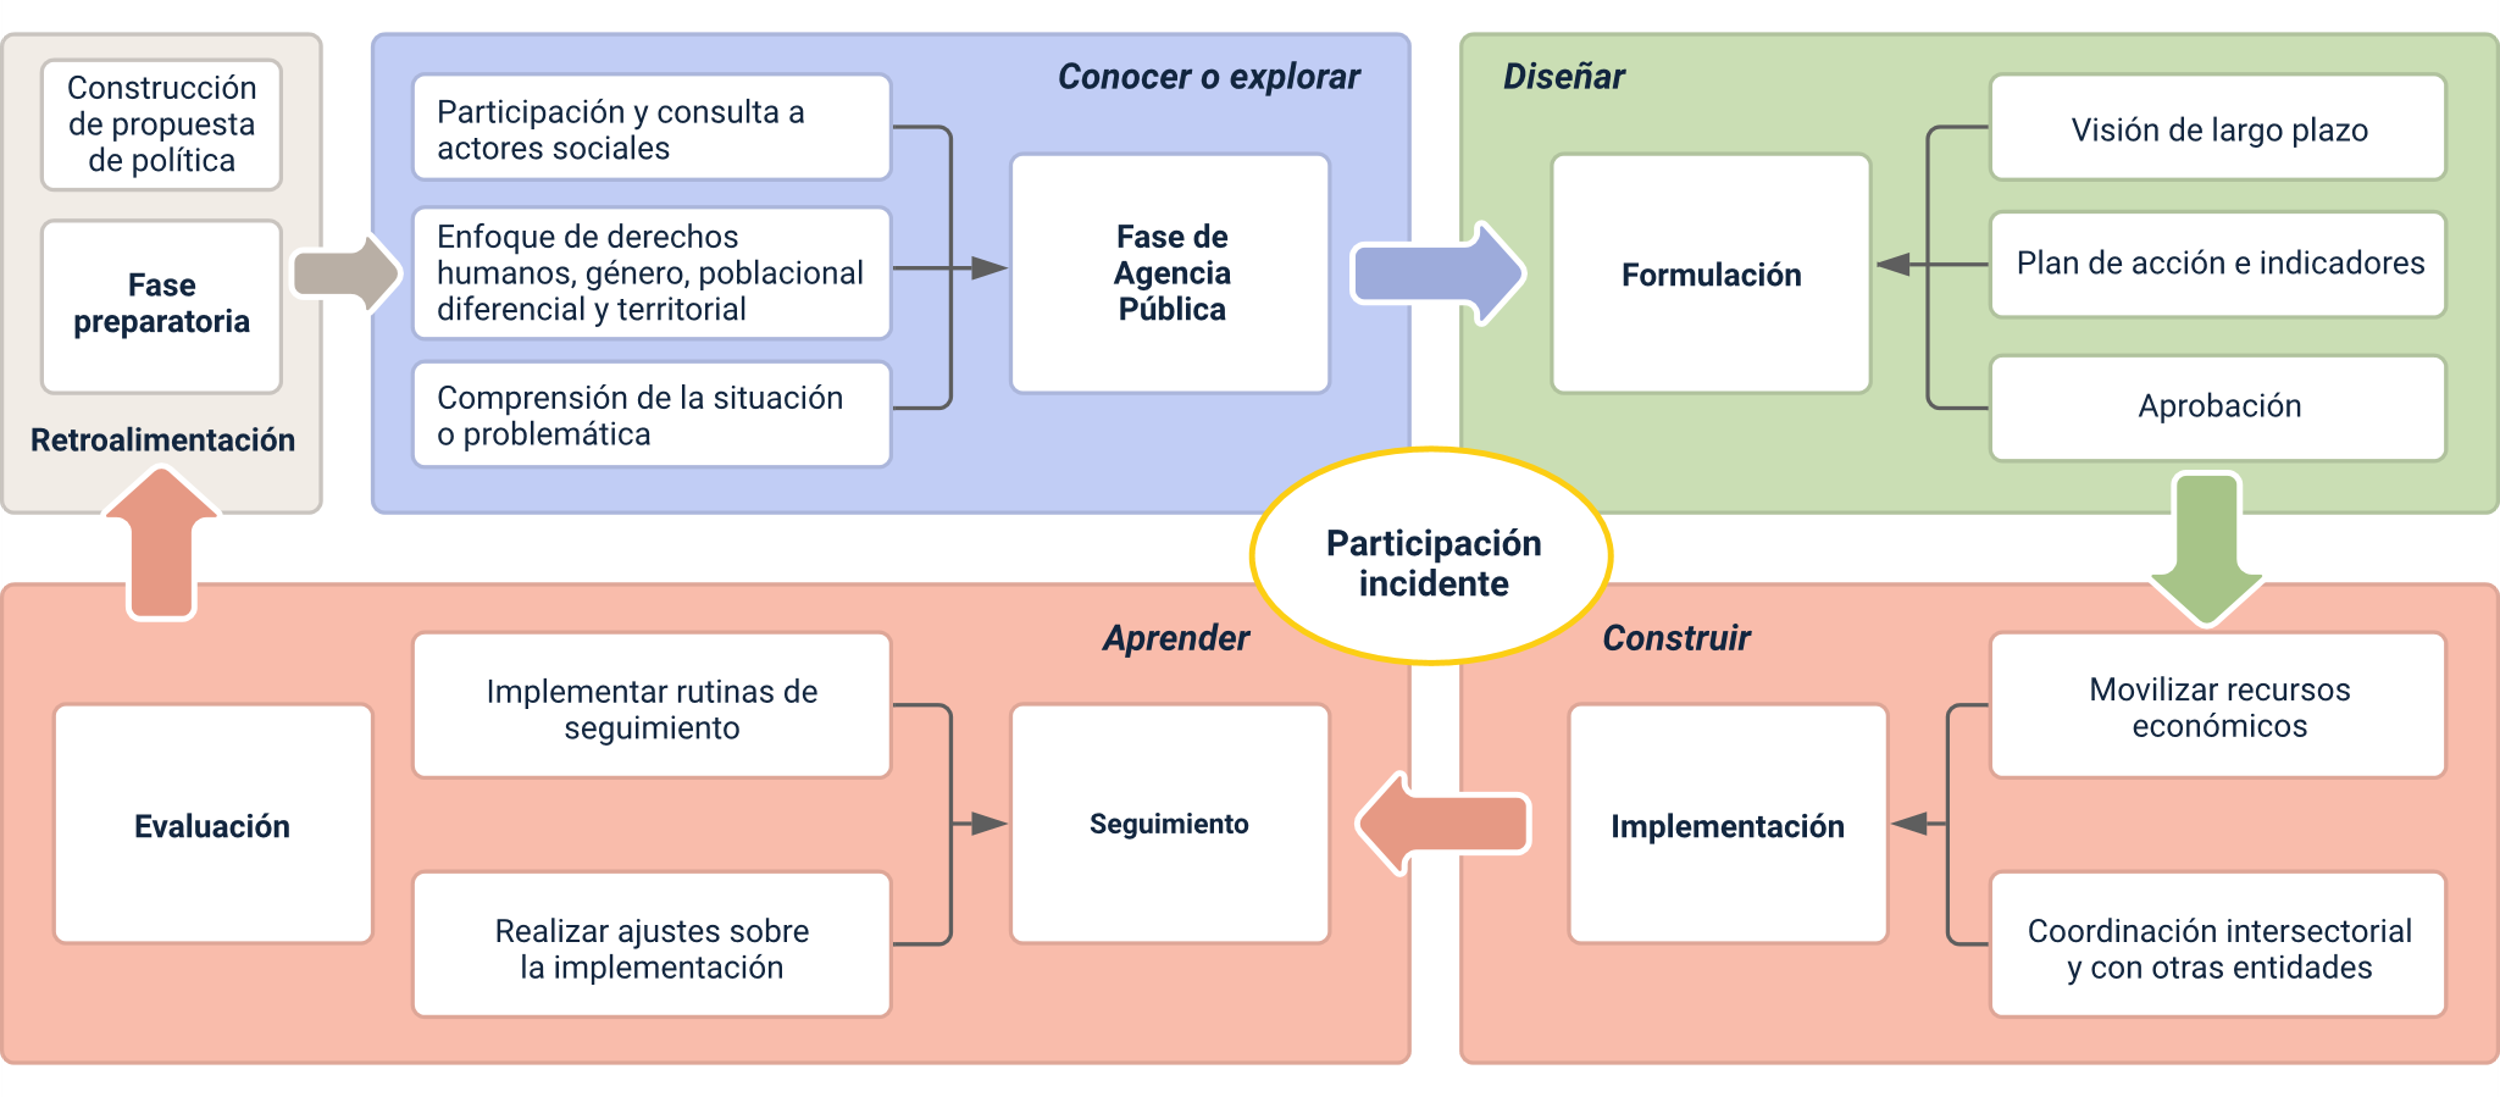 Construcción
de propuesta
de política
Fase
preparatoria
Retroalimentación
Conocer o explorar
Participación y consulta a
actores sociales
Enfoque de derechos
humanos, género, poblacional
diferencial y territorial
Comprensión de la situación
o problemática
Fase de
Agencia
Pública
Diseñar
Formulación
Visión de largo plazo
Plan de acción e indicadores
Aprobación
Participación
incidente
Construir
Movilizar recursos
económicos
Coordinación intersectorial
y con otras entidades
Implementación
Aprender
Seguimiento
Implementar rutinas de
seguimiento
Realizar ajustes sobre
la implementación
Evaluación